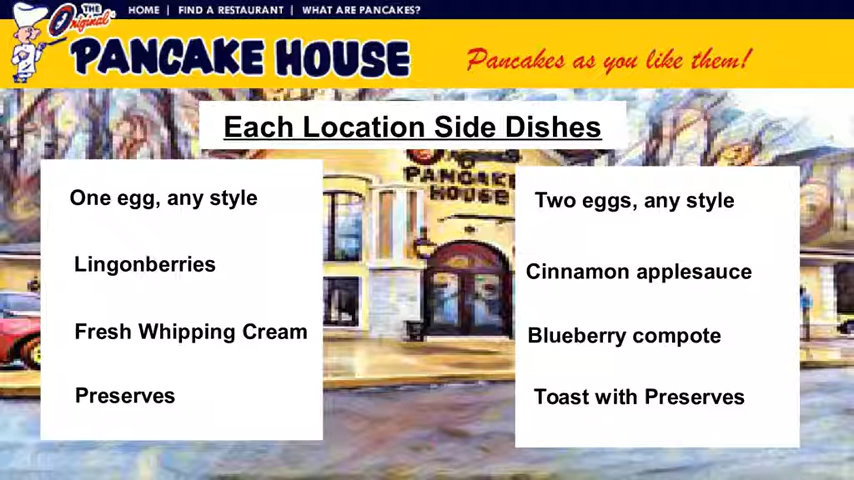 HOME | FIND A RESTAURANT | WHAT ARE PANCAKES?
THE Original
PANCAKE HOUSE
Pancakes as you like them!
Each Location Side Dishes
One egg, any style
Lingonberries
Fresh Whipping Cream
Preserves
PANCAKE
HOUSE
Two eggs, any style
Cinnamon applesauce
Blueberry compote
Toast with Preserves